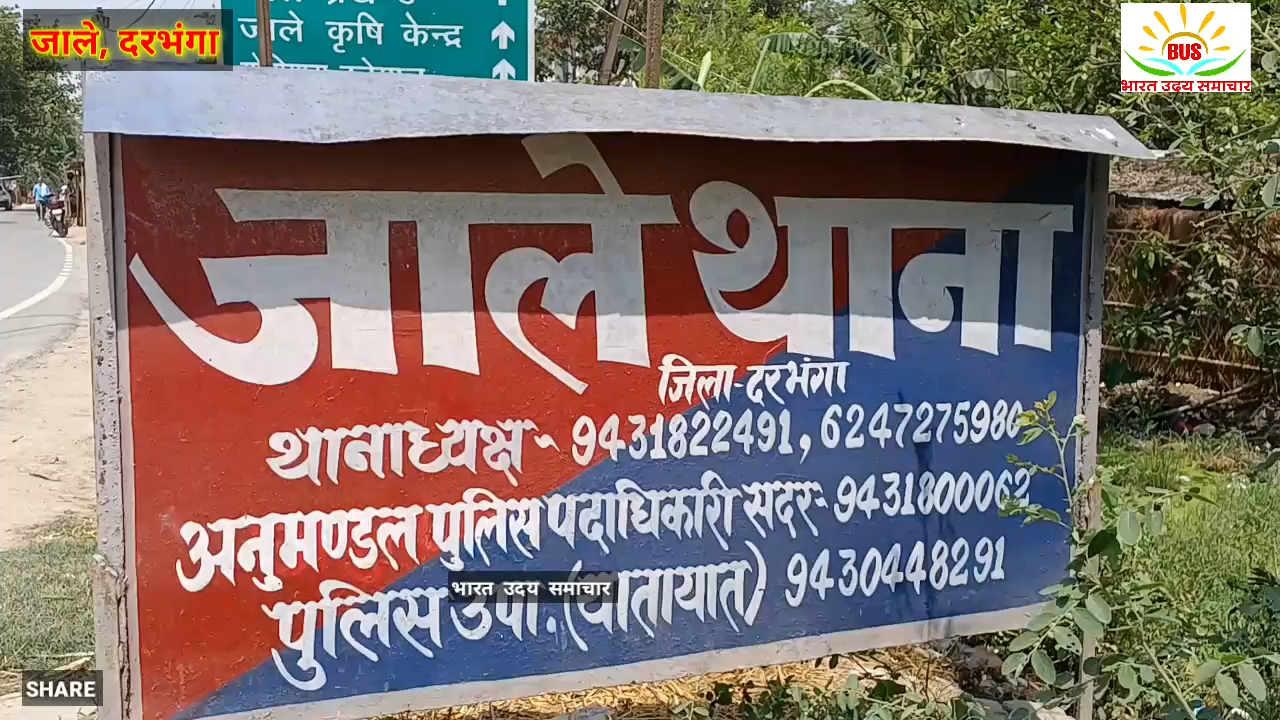 जाले, दरभंगा
जाले कृषि केन्द्र
BUS
भारत उदय समाचार
जाले थाना
जिला-दरभंगा
थानाध्यक्ष- 9431822491, 6247275980
अनुमण्डल पुलिस पदाधिकारी सदर- 9431800062
पुलिस उपा. (यातायात) 9430448291
भारत उदय समाचार
SHARE